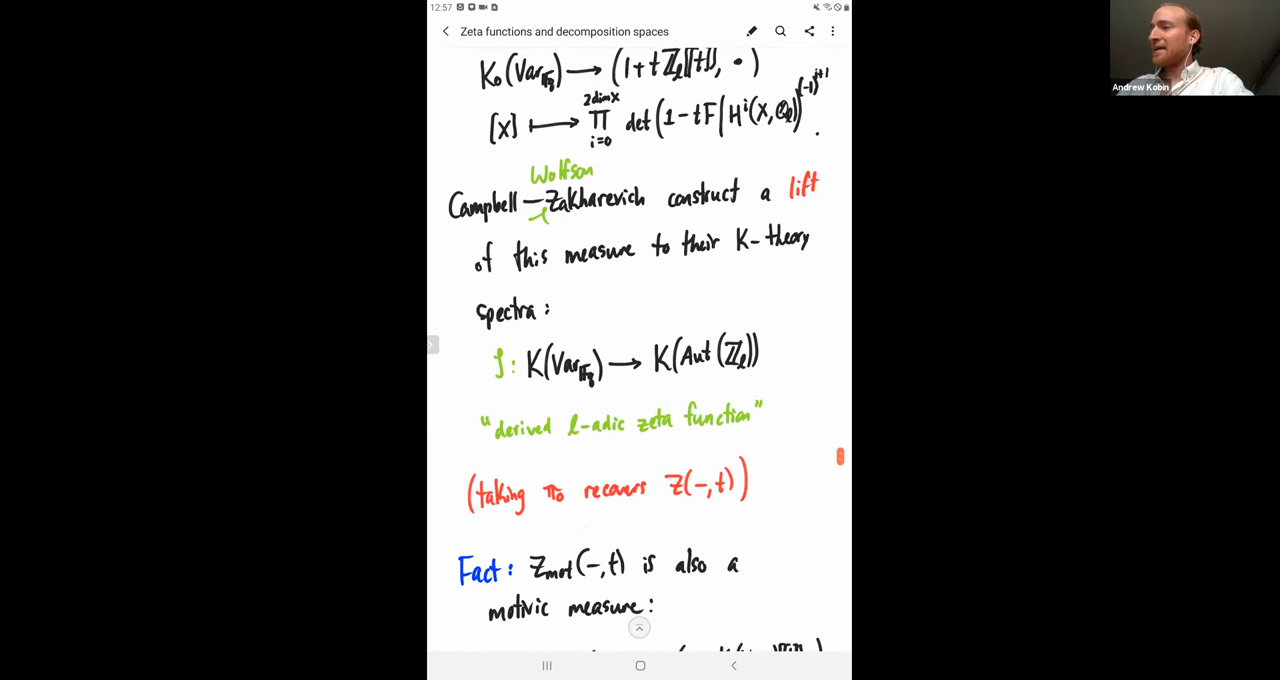 12:57
Zeta functions and decomposition spaces
K₀(Var_𝔽q) ⟶ (1+tℤ_ℓ[[t]], •)
[X] ⟼ ∏_{i=0}^{2dimX} det(1-tF|Hⁱ(X,ℚ_ℓ))^{(-1)^{i+1}}.
Wolfson
Campbell – Zakharevich construct a lift
of this measure to their K-theory
spectra:
ζ: K(Var_𝔽q) ⟶ K(Aut(ℤ_ℓ))
"derived ℓ-adic zeta function"
(taking π₀ recovers Z(-,t))
Fact: Z_mot(-,t) is also a
motivic measure:
Andrew Kobin